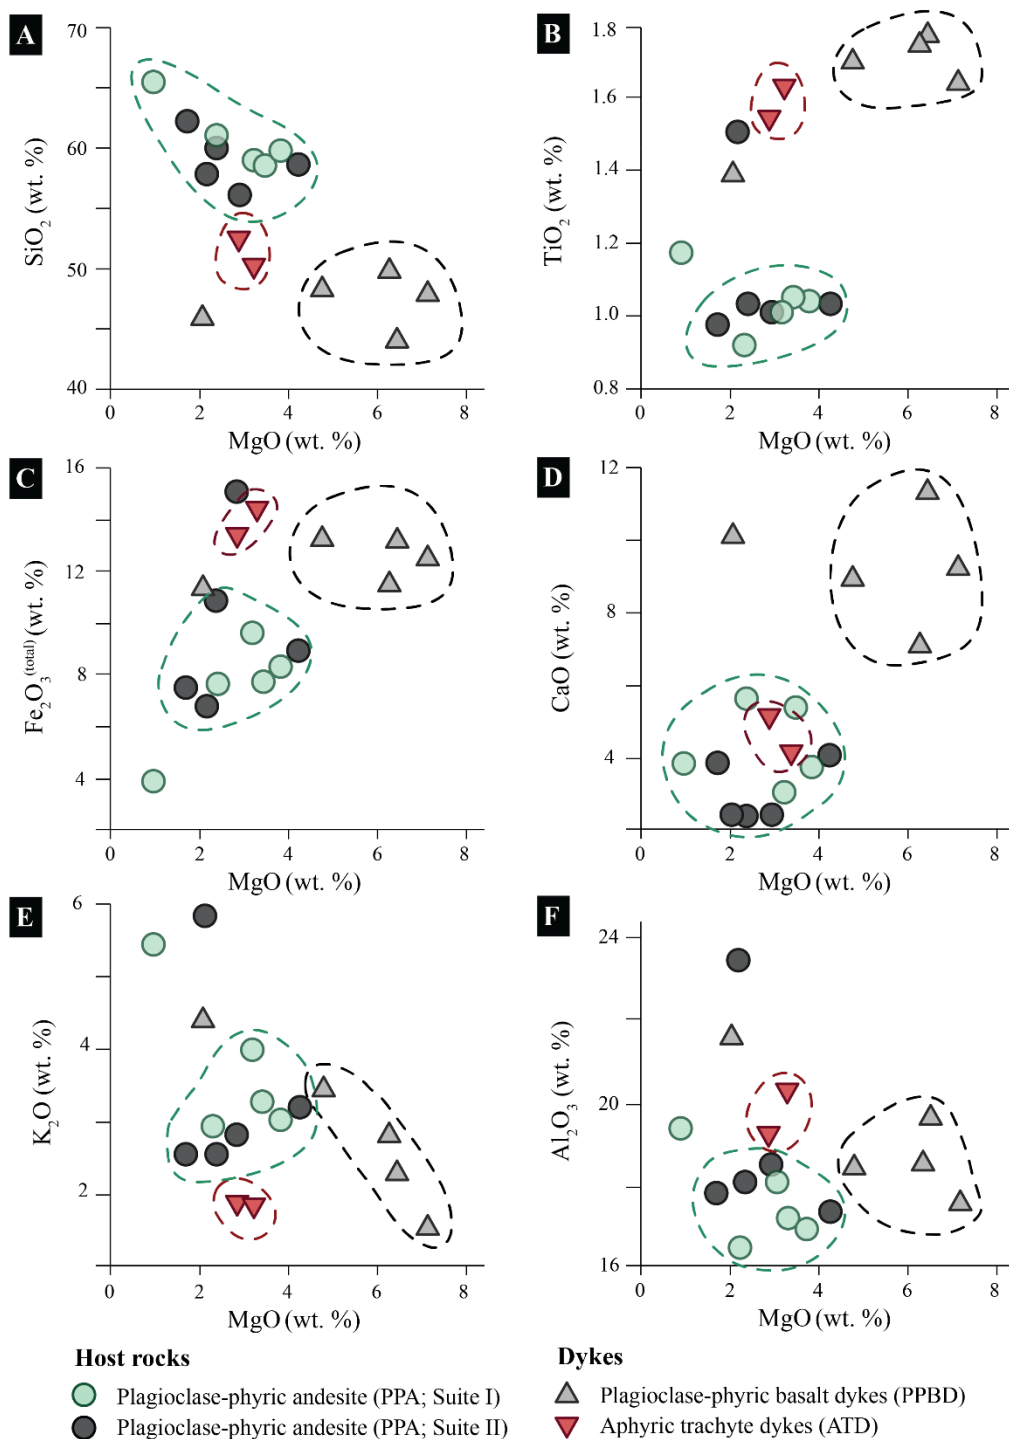 A
70
60
50
40
SiO2 (wt. %)
0 2 4 6 8
MgO (wt. %)
B
1.8
1.6
1.4
1.2
1.0
0.8
TiO2 (wt. %)
0 2 4 6 8
MgO (wt. %)
C
16
12
8
4
Fe2O3(total) (wt. %)
0 2 4 6 8
MgO (wt. %)
D
12
8
4
CaO (wt. %)
0 2 4 6 8
MgO (wt. %)
E
6
4
2
K2O (wt. %)
0 2 4 6 8
MgO (wt. %)
F
24
20
16
Al2O3 (wt. %)
0 2 4 6 8
MgO (wt. %)
Host rocks
Plagioclase-phyric andesite (PPA; Suite I)
Plagioclase-phyric andesite (PPA; Suite II)
Dykes
Plagioclase-phyric basalt dykes (PPBD)
Aphyric trachyte dykes (ATD)